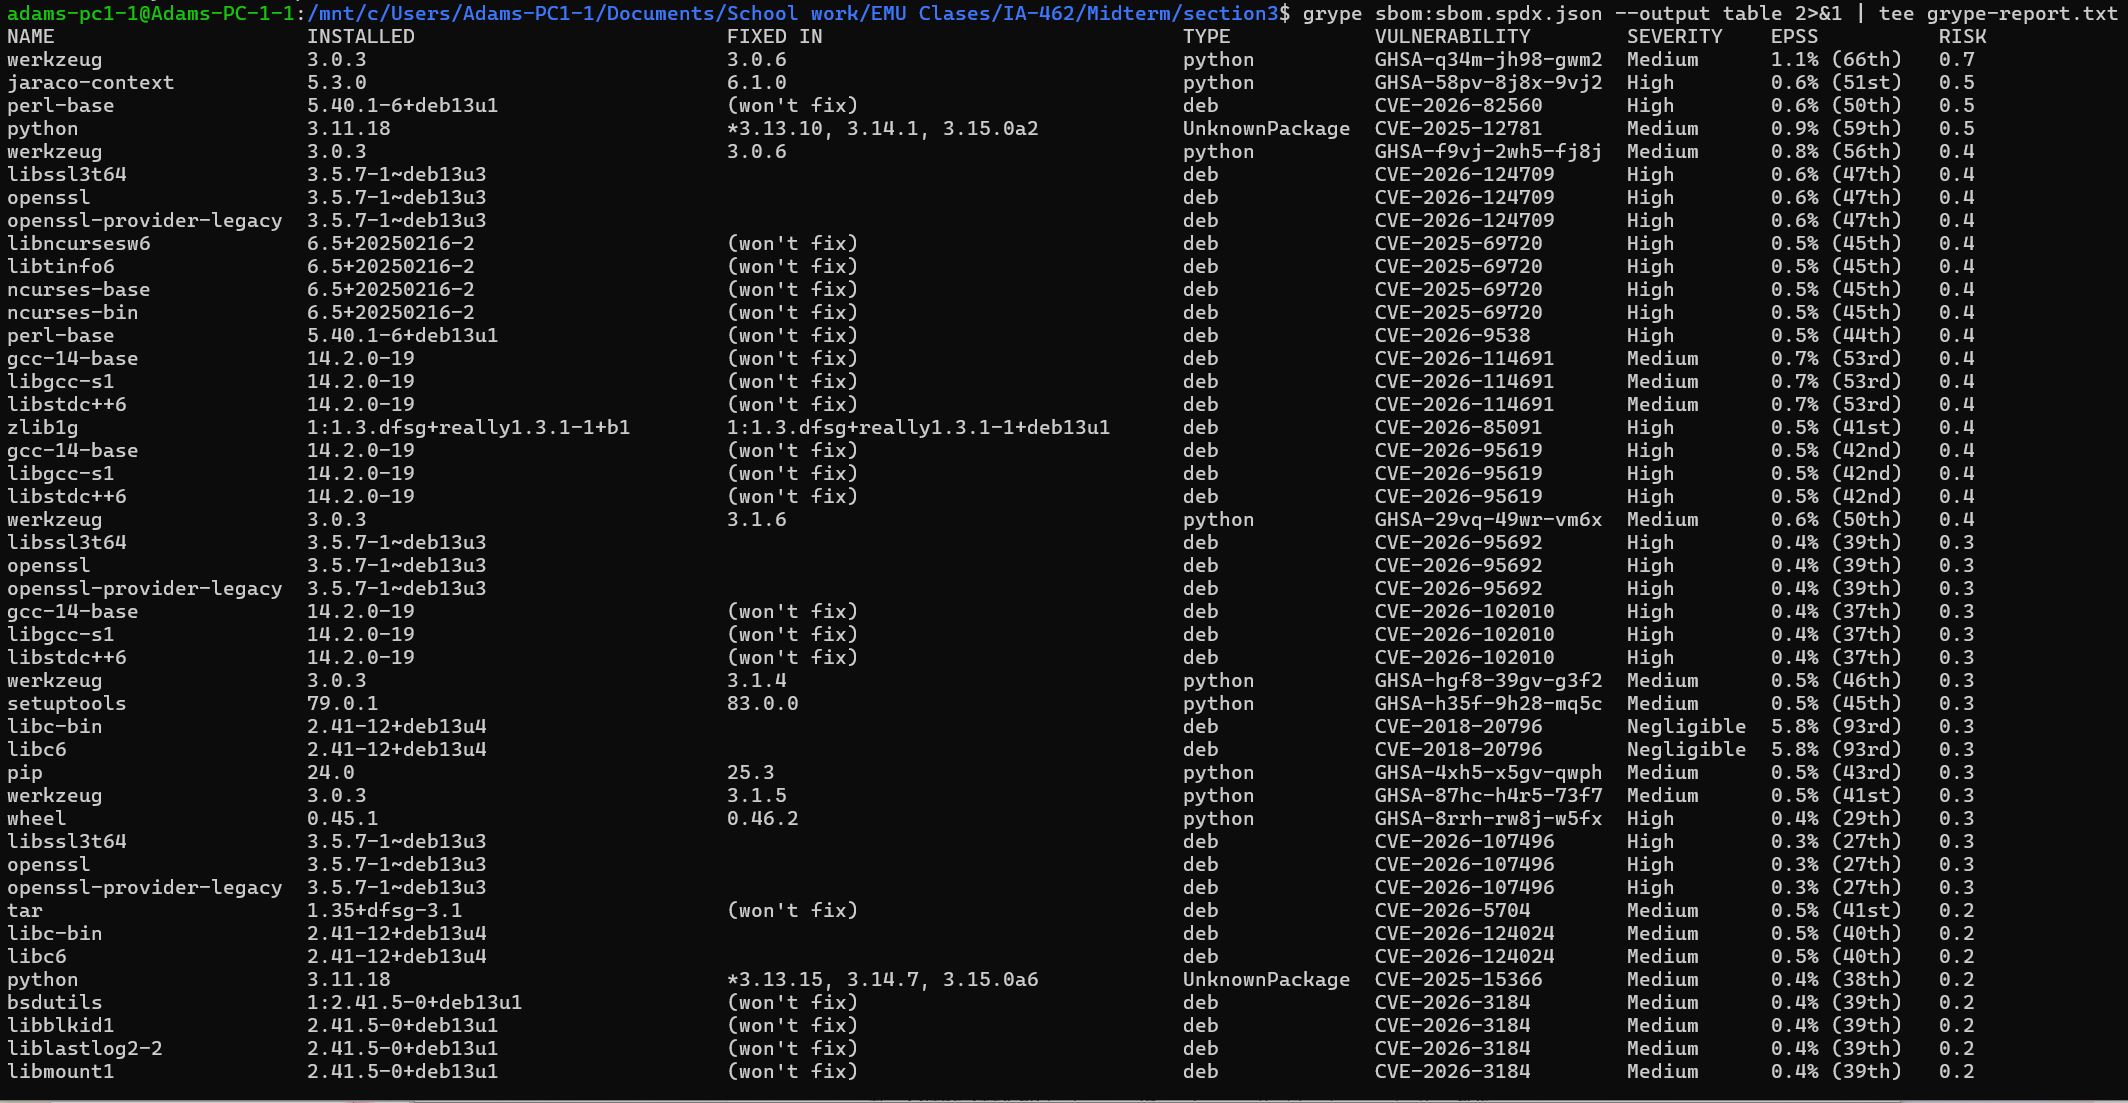 adams-pc1-1@Adams-PC-1-1:/mnt/c/Users/Adams-PC1-1/Documents/School work/EMU Clases/IA-462/Midterm/section3$ grype sbom:sbom.spdx.json --output table 2>&1 | tee grype-report.txt
NAME INSTALLED FIXED IN TYPE VULNERABILITY SEVERITY EPSS RISK
werkzeug 3.0.3 3.0.6 python GHSA-q34m-jh98-gwm2 Medium 1.1% (66th) 0.7
jaraco-context 5.3.0 6.1.0 python GHSA-58pv-8j8x-9vj2 High 0.6% (51st) 0.5
perl-base 5.40.1-6+deb13u1 (won't fix) deb CVE-2026-82560 High 0.6% (50th) 0.5
python 3.11.18 *3.13.10, 3.14.1, 3.15.0a2 UnknownPackage CVE-2025-12781 Medium 0.9% (59th) 0.5
werkzeug 3.0.3 3.0.6 python GHSA-f9vj-2wh5-fj8j Medium 0.8% (56th) 0.4
libssl3t64 3.5.7-1~deb13u3 deb CVE-2026-124709 High 0.6% (47th) 0.4
openssl 3.5.7-1~deb13u3 deb CVE-2026-124709 High 0.6% (47th) 0.4
openssl-provider-legacy 3.5.7-1~deb13u3 deb CVE-2026-124709 High 0.6% (47th) 0.4
libncursesw6 6.5+20250216-2 (won't fix) deb CVE-2025-69720 High 0.5% (45th) 0.4
libtinfo6 6.5+20250216-2 (won't fix) deb CVE-2025-69720 High 0.5% (45th) 0.4
ncurses-base 6.5+20250216-2 (won't fix) deb CVE-2025-69720 High 0.5% (45th) 0.4
ncurses-bin 6.5+20250216-2 (won't fix) deb CVE-2025-69720 High 0.5% (45th) 0.4
perl-base 5.40.1-6+deb13u1 (won't fix) deb CVE-2026-9538 High 0.5% (44th) 0.4
gcc-14-base 14.2.0-19 (won't fix) deb CVE-2026-114691 Medium 0.7% (53rd) 0.4
libgcc-s1 14.2.0-19 (won't fix) deb CVE-2026-114691 Medium 0.7% (53rd) 0.4
libstdc++6 14.2.0-19 (won't fix) deb CVE-2026-114691 Medium 0.7% (53rd) 0.4
zlib1g 1:1.3.dfsg+really1.3.1-1+b1 1:1.3.dfsg+really1.3.1-1+deb13u1 deb CVE-2026-85091 High 0.5% (41st) 0.4
gcc-14-base 14.2.0-19 (won't fix) deb CVE-2026-95619 High 0.5% (42nd) 0.4
libgcc-s1 14.2.0-19 (won't fix) deb CVE-2026-95619 High 0.5% (42nd) 0.4
libstdc++6 14.2.0-19 (won't fix) deb CVE-2026-95619 High 0.5% (42nd) 0.4
werkzeug 3.0.3 3.1.6 python GHSA-29vq-49wr-vm6x Medium 0.6% (50th) 0.4
libssl3t64 3.5.7-1~deb13u3 deb CVE-2026-95692 High 0.4% (39th) 0.3
openssl 3.5.7-1~deb13u3 deb CVE-2026-95692 High 0.4% (39th) 0.3
openssl-provider-legacy 3.5.7-1~deb13u3 deb CVE-2026-95692 High 0.4% (39th) 0.3
gcc-14-base 14.2.0-19 (won't fix) deb CVE-2026-102010 High 0.4% (37th) 0.3
libgcc-s1 14.2.0-19 (won't fix) deb CVE-2026-102010 High 0.4% (37th) 0.3
libstdc++6 14.2.0-19 (won't fix) deb CVE-2026-102010 High 0.4% (37th) 0.3
werkzeug 3.0.3 3.1.4 python GHSA-hgf8-39gv-g3f2 Medium 0.5% (46th) 0.3
setuptools 79.0.1 83.0.0 python GHSA-h35f-9h28-mq5c Medium 0.5% (45th) 0.3
libc-bin 2.41-12+deb13u4 deb CVE-2018-20796 Negligible 5.8% (93rd) 0.3
libc6 2.41-12+deb13u4 deb CVE-2018-20796 Negligible 5.8% (93rd) 0.3
pip 24.0 25.3 python GHSA-4xh5-x5gv-qwph Medium 0.5% (43rd) 0.3
werkzeug 3.0.3 3.1.5 python GHSA-87hc-h4r5-73f7 Medium 0.5% (41st) 0.3
wheel 0.45.1 0.46.2 python GHSA-8rrh-rw8j-w5fx High 0.4% (29th) 0.3
libssl3t64 3.5.7-1~deb13u3 deb CVE-2026-107496 High 0.3% (27th) 0.3
openssl 3.5.7-1~deb13u3 deb CVE-2026-107496 High 0.3% (27th) 0.3
openssl-provider-legacy 3.5.7-1~deb13u3 deb CVE-2026-107496 High 0.3% (27th) 0.3
tar 1.35+dfsg-3.1 (won't fix) deb CVE-2026-5704 Medium 0.5% (41st) 0.2
libc-bin 2.41-12+deb13u4 deb CVE-2026-124024 Medium 0.5% (40th) 0.2
libc6 2.41-12+deb13u4 deb CVE-2026-124024 Medium 0.5% (40th) 0.2
python 3.11.18 *3.13.15, 3.14.7, 3.15.0a6 UnknownPackage CVE-2025-15366 Medium 0.4% (38th) 0.2
bsdutils 1:2.41.5-0+deb13u1 (won't fix) deb CVE-2026-3184 Medium 0.4% (39th) 0.2
libblkid1 2.41.5-0+deb13u1 (won't fix) deb CVE-2026-3184 Medium 0.4% (39th) 0.2
liblastlog2-2 2.41.5-0+deb13u1 (won't fix) deb CVE-2026-3184 Medium 0.4% (39th) 0.2
libmount1 2.41.5-0+deb13u1 (won't fix) deb CVE-2026-3184 Medium 0.4% (39th) 0.2